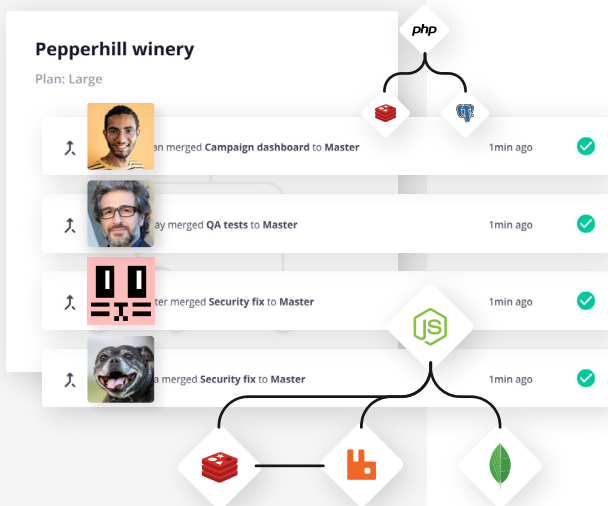 php
Pepperhill winery
Plan: Large
an merged Campaign dashboard to Master 1min ago
ay merged QA tests to Master 1min ago
ter merged Security fix to Master 1min ago
a merged Security fix to Master 1min ago
JS